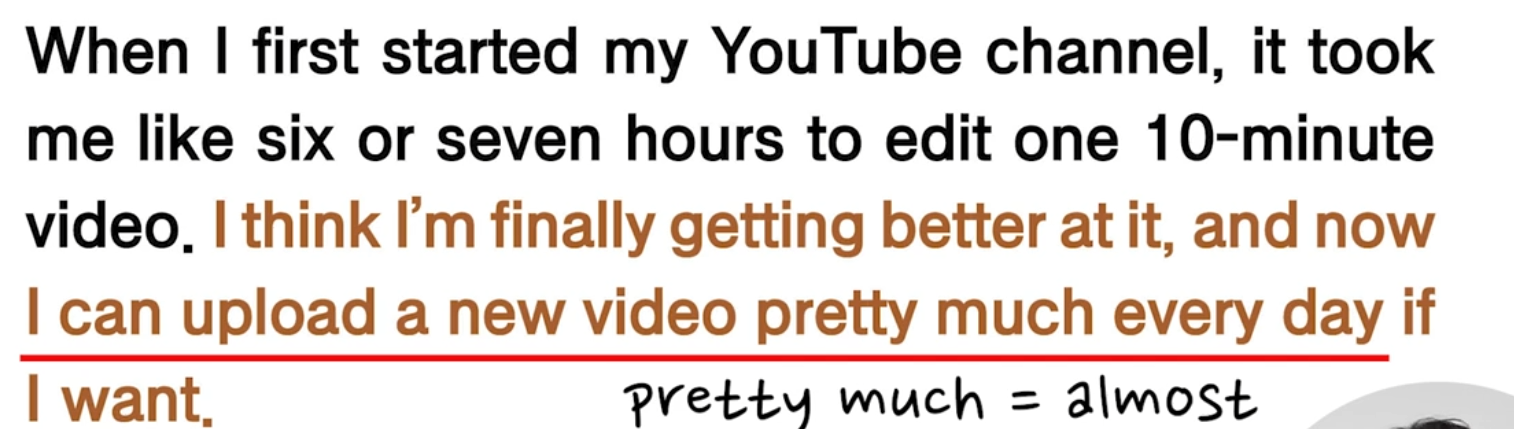 When I first started my YouTube channel, it took
me like six or seven hours to edit one 10-minute
video. I think I'm finally getting better at it, and now
I can upload a new video pretty much every day if
I want.
pretty much = almost